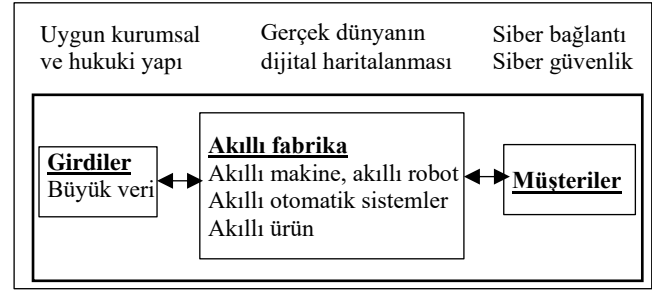 Uygun kurumsal
ve hukuki yapı
Gerçek dünyanın
dijital haritalanması
Siber bağlantı
Siber güvenlik
Girdiler
Büyük veri
Akıllı fabrika
Akıllı makine, akıllı robot
Akıllı otomatik sistemler
Akıllı ürün
Müşteriler